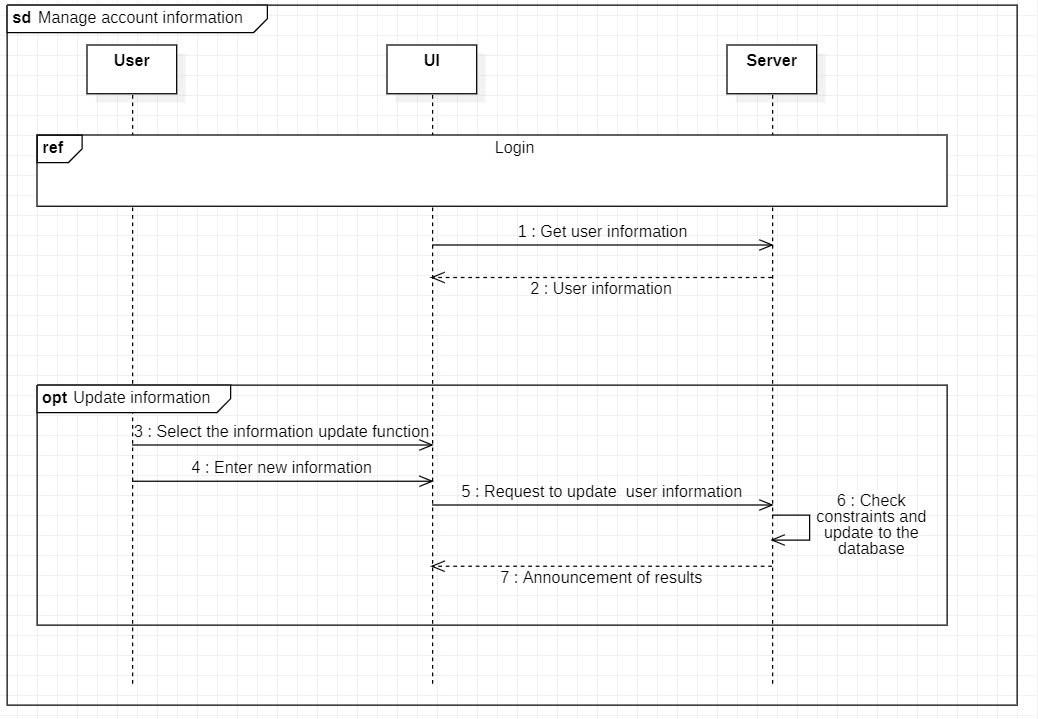 sd Manage account information
User
UI
Server
ref
Login
1 : Get user information
2 : User information
opt Update information
3 : Select the information update function
4 : Enter new information
5 : Request to update  user information
6 : Check
constraints and
update to the
database
7 : Announcement of results